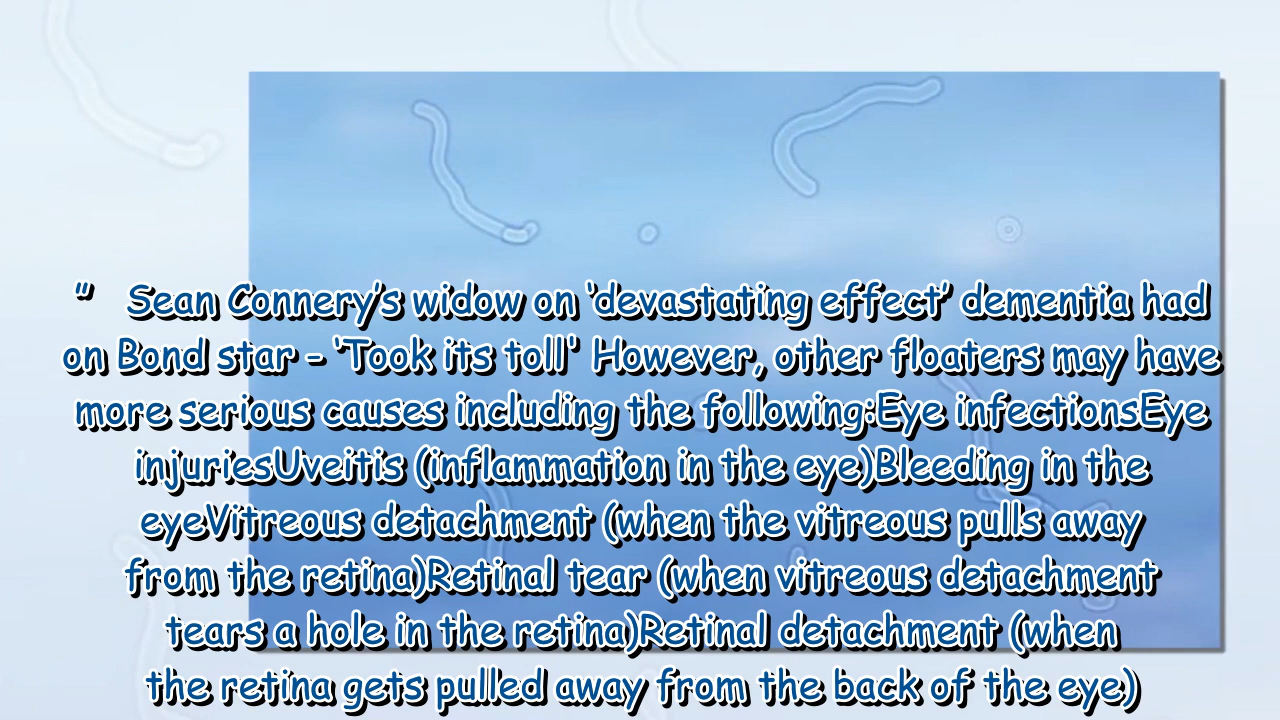 ” Sean Connery’s widow on ‘devastating effect’ dementia had
on Bond star - 'Took its toll' However, other floaters may have
more serious causes including the following:Eye infectionsEye
injuriesUveitis (inflammation in the eye)Bleeding in the
eyeVitreous detachment (when the vitreous pulls away
from the retina)Retinal tear (when vitreous detachment
tears a hole in the retina)Retinal detachment (when
the retina gets pulled away from the back of the eye)